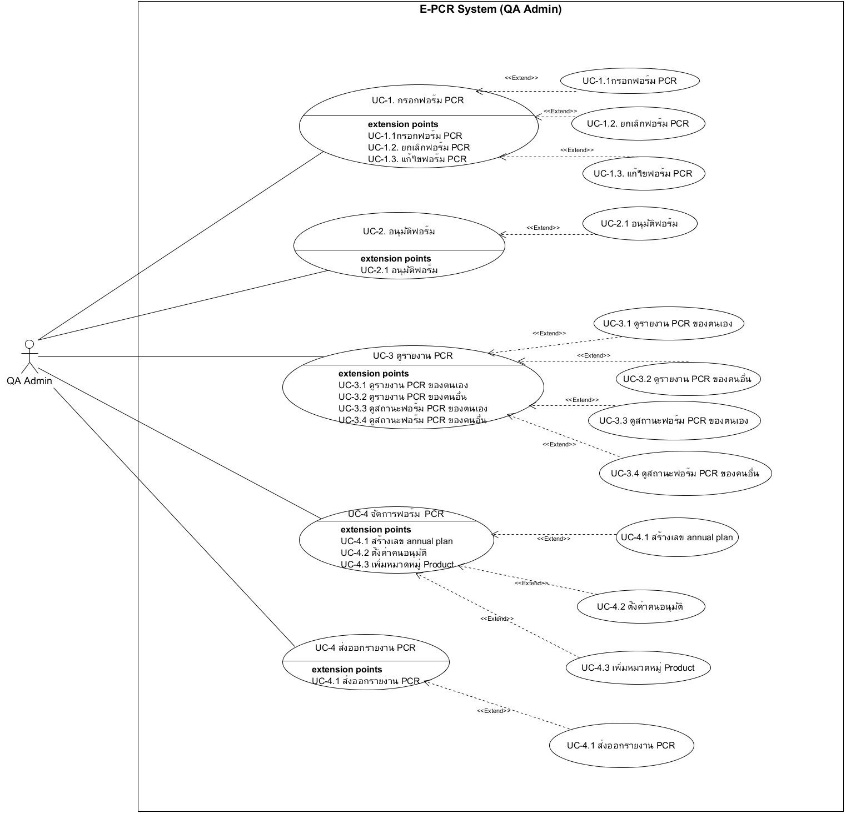 E-PCR System (QA Admin)
<<Extend>>
UC-1.1กรอกฟอร์ม PCR
UC-1. กรอกฟอร์ม PCR
extension points
UC-1.1กรอกฟอร์ม PCR
UC-1.2. ยกเลิกฟอร์ม PCR
UC-1.3. แก้ไขฟอร์ม PCR
<<Extend>>
UC-1.2. ยกเลิกฟอร์ม PCR
<<Extend>>
UC-1.3. แก้ไขฟอร์ม PCR
UC-2. อนุมัติฟอร์ม
extension points
UC-2.1 อนุมัติฟอร์ม
<<Extend>>
UC-2.1 อนุมัติฟอร์ม
QA Admin
UC-3 ดูรายงาน PCR
extension points
UC-3.1 ดูรายงาน PCR ของตนเอง
UC-3.2 ดูรายงาน PCR ของคนอื่น
UC-3.3 ดูสถานะฟอร์ม PCR ของตนเอง
UC-3.4 ดูสถานะฟอร์ม PCR ของคนอื่น
<<Extend>>
UC-3.1 ดูรายงาน PCR ของตนเอง
<<Extend>>
UC-3.2 ดูรายงาน PCR ของคนอื่น
<<Extend>>
UC-3.3 ดูสถานะฟอร์ม PCR ของตนเอง
<<Extend>>
UC-3.4 ดูสถานะฟอร์ม PCR ของคนอื่น
UC-4 จัดการฟอร์ม PCR
extension points
UC-4.1 สร้างเลข annual plan
UC-4.2 ตั้งค่าคนอนุมัติ
UC-4.3 เพิ่มหมวดหมู่ Product
<<Extend>>
UC-4.1 สร้างเลข annual plan
<<Extend>>
UC-4.2 ตั้งค่าคนอนุมัติ
<<Extend>>
UC-4.3 เพิ่มหมวดหมู่ Product
UC-4 ส่งออกรายงาน PCR
extension points
UC-4.1 ส่งออกรายงาน PCR
<<Extend>>
UC-4.1 ส่งออกรายงาน PCR